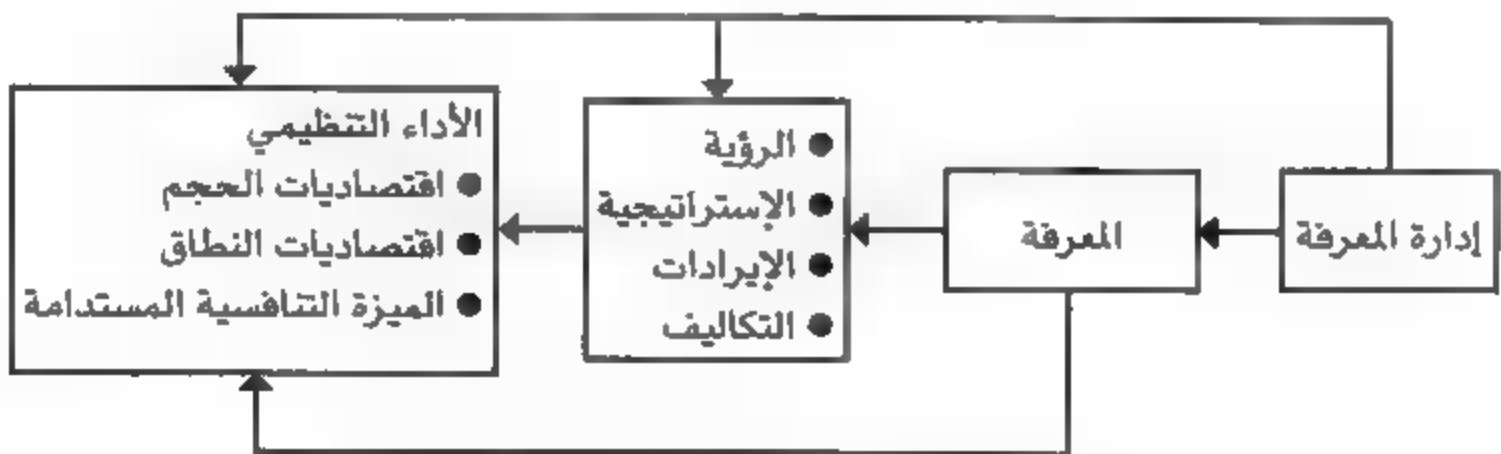 إدارة المعرفة
المعرفة
● الرؤية
● الإستراتيجية
● الإيرادات
● التكاليف
الأداء التنظيمي
● اقتصاديات الحجم
● اقتصاديات النطاق
● الميزة التنافسية المستدامة